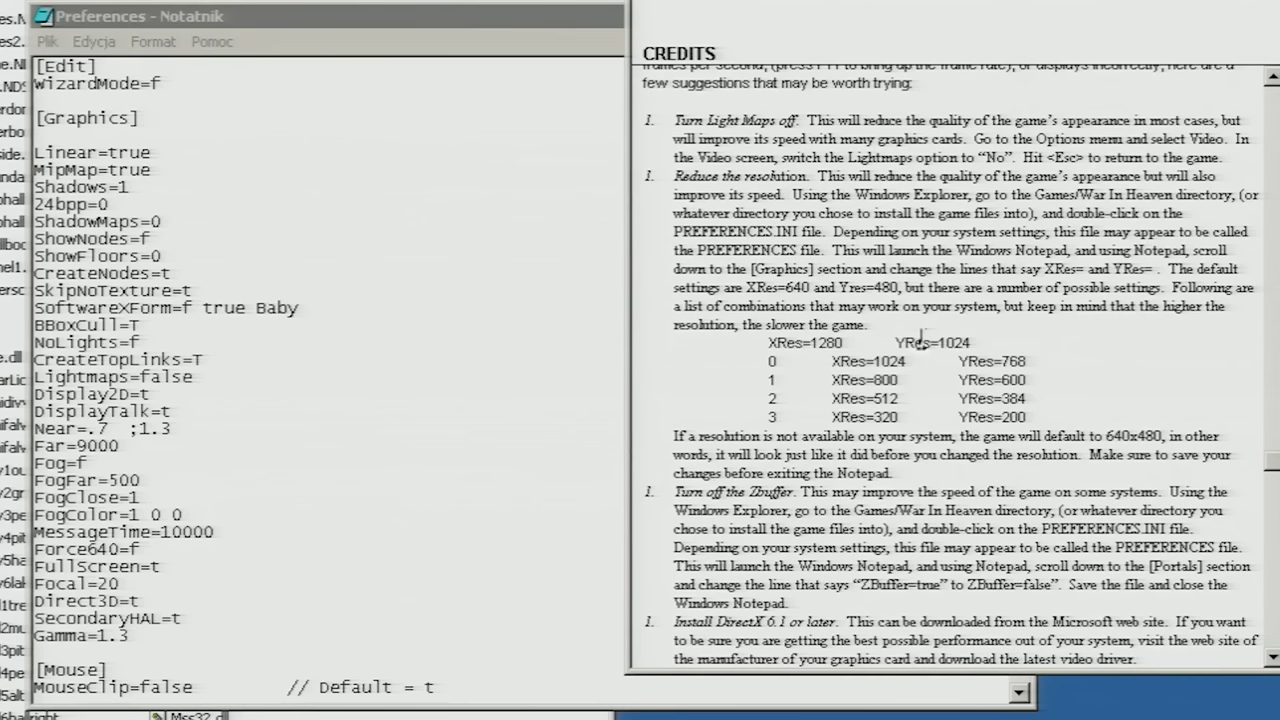 Preferences - Notatnik
Plik Edycja Format Pomoc
[Edit]
WizardMode=f
[Graphics]
Linear=true
MipMap=true
Shadows=1
24bpp=0
ShadowMaps=0
ShowNodes=f
ShowFloors=0
CreateNodes=t
SkipNoTexture=t
SoftwareXForm=f true Baby
BBoxCull=T
NoLights=f
CreateTopLinks=T
Lightmaps=false
Display2D=t
DisplayTalk=t
Near=.7 ;1.3
Far=9000
Fog=f
FogFar=500
FogClose=1
FogColor=1 0 0
MessageTime=10000
Force640=f
FullScreen=t
Focal=20
Direct3D=t
SecondaryHAL=t
Gamma=1.3
[Mouse]
MouseClip=false // Default = t
CREDITS
few suggestions that may be worth trying:
1. Turn Light Maps off. This will reduce the quality of the game's appearance in most cases, but
will improve its speed with many graphics cards. Go to the Options menu and select Video. In
the Video screen, switch the Lightmaps option to "No". Hit <Esc> to return to the game.
1. Reduce the resolution. This will reduce the quality of the game's appearance but will also
improve its speed. Using the Windows Explorer, go to the Games/War In Heaven directory, (or
whatever directory you chose to install the game files into), and double-click on the
PREFERENCES.INI file. Depending on your system settings, this file may appear to be called
the PREFERENCES file. This will launch the Windows Notepad, and using Notepad, scroll
down to the [Graphics] section and change the lines that say XRes= and YRes= . The default
settings are XRes=640 and Yres=480, but there are a number of possible settings. Following are
a list of combinations that may work on your system, but keep in mind that the higher the
resolution, the slower the game.
XRes=1280 YRes=1024
0 XRes=1024 YRes=768
1 XRes=800 YRes=600
2 XRes=512 YRes=384
3 XRes=320 YRes=200
If a resolution is not available on your system, the game will default to 640x480, in other
words, it will look just like it did before you changed the resolution. Make sure to save your
changes before exiting the Notepad.
1. Turn off the Zbuffer. This may improve the speed of the game on some systems. Using the
Windows Explorer, go to the Games/War In Heaven directory, (or whatever directory you
chose to install the game files into), and double-click on the PREFERENCES.INI file.
Depending on your system settings, this file may appear to be called the PREFERENCES file.
This will launch the Windows Notepad, and using Notepad, scroll down to the [Portals] section
and change the line that says "ZBuffer=true" to ZBuffer=false". Save the file and close the
Windows Notepad.
1. Install DirectX 6.1 or later. This can be downloaded from the Microsoft web site. If you want
to be sure you are getting the best possible performance out of your system, visit the web site of
the manufacturer of your graphics card and download the latest video driver.